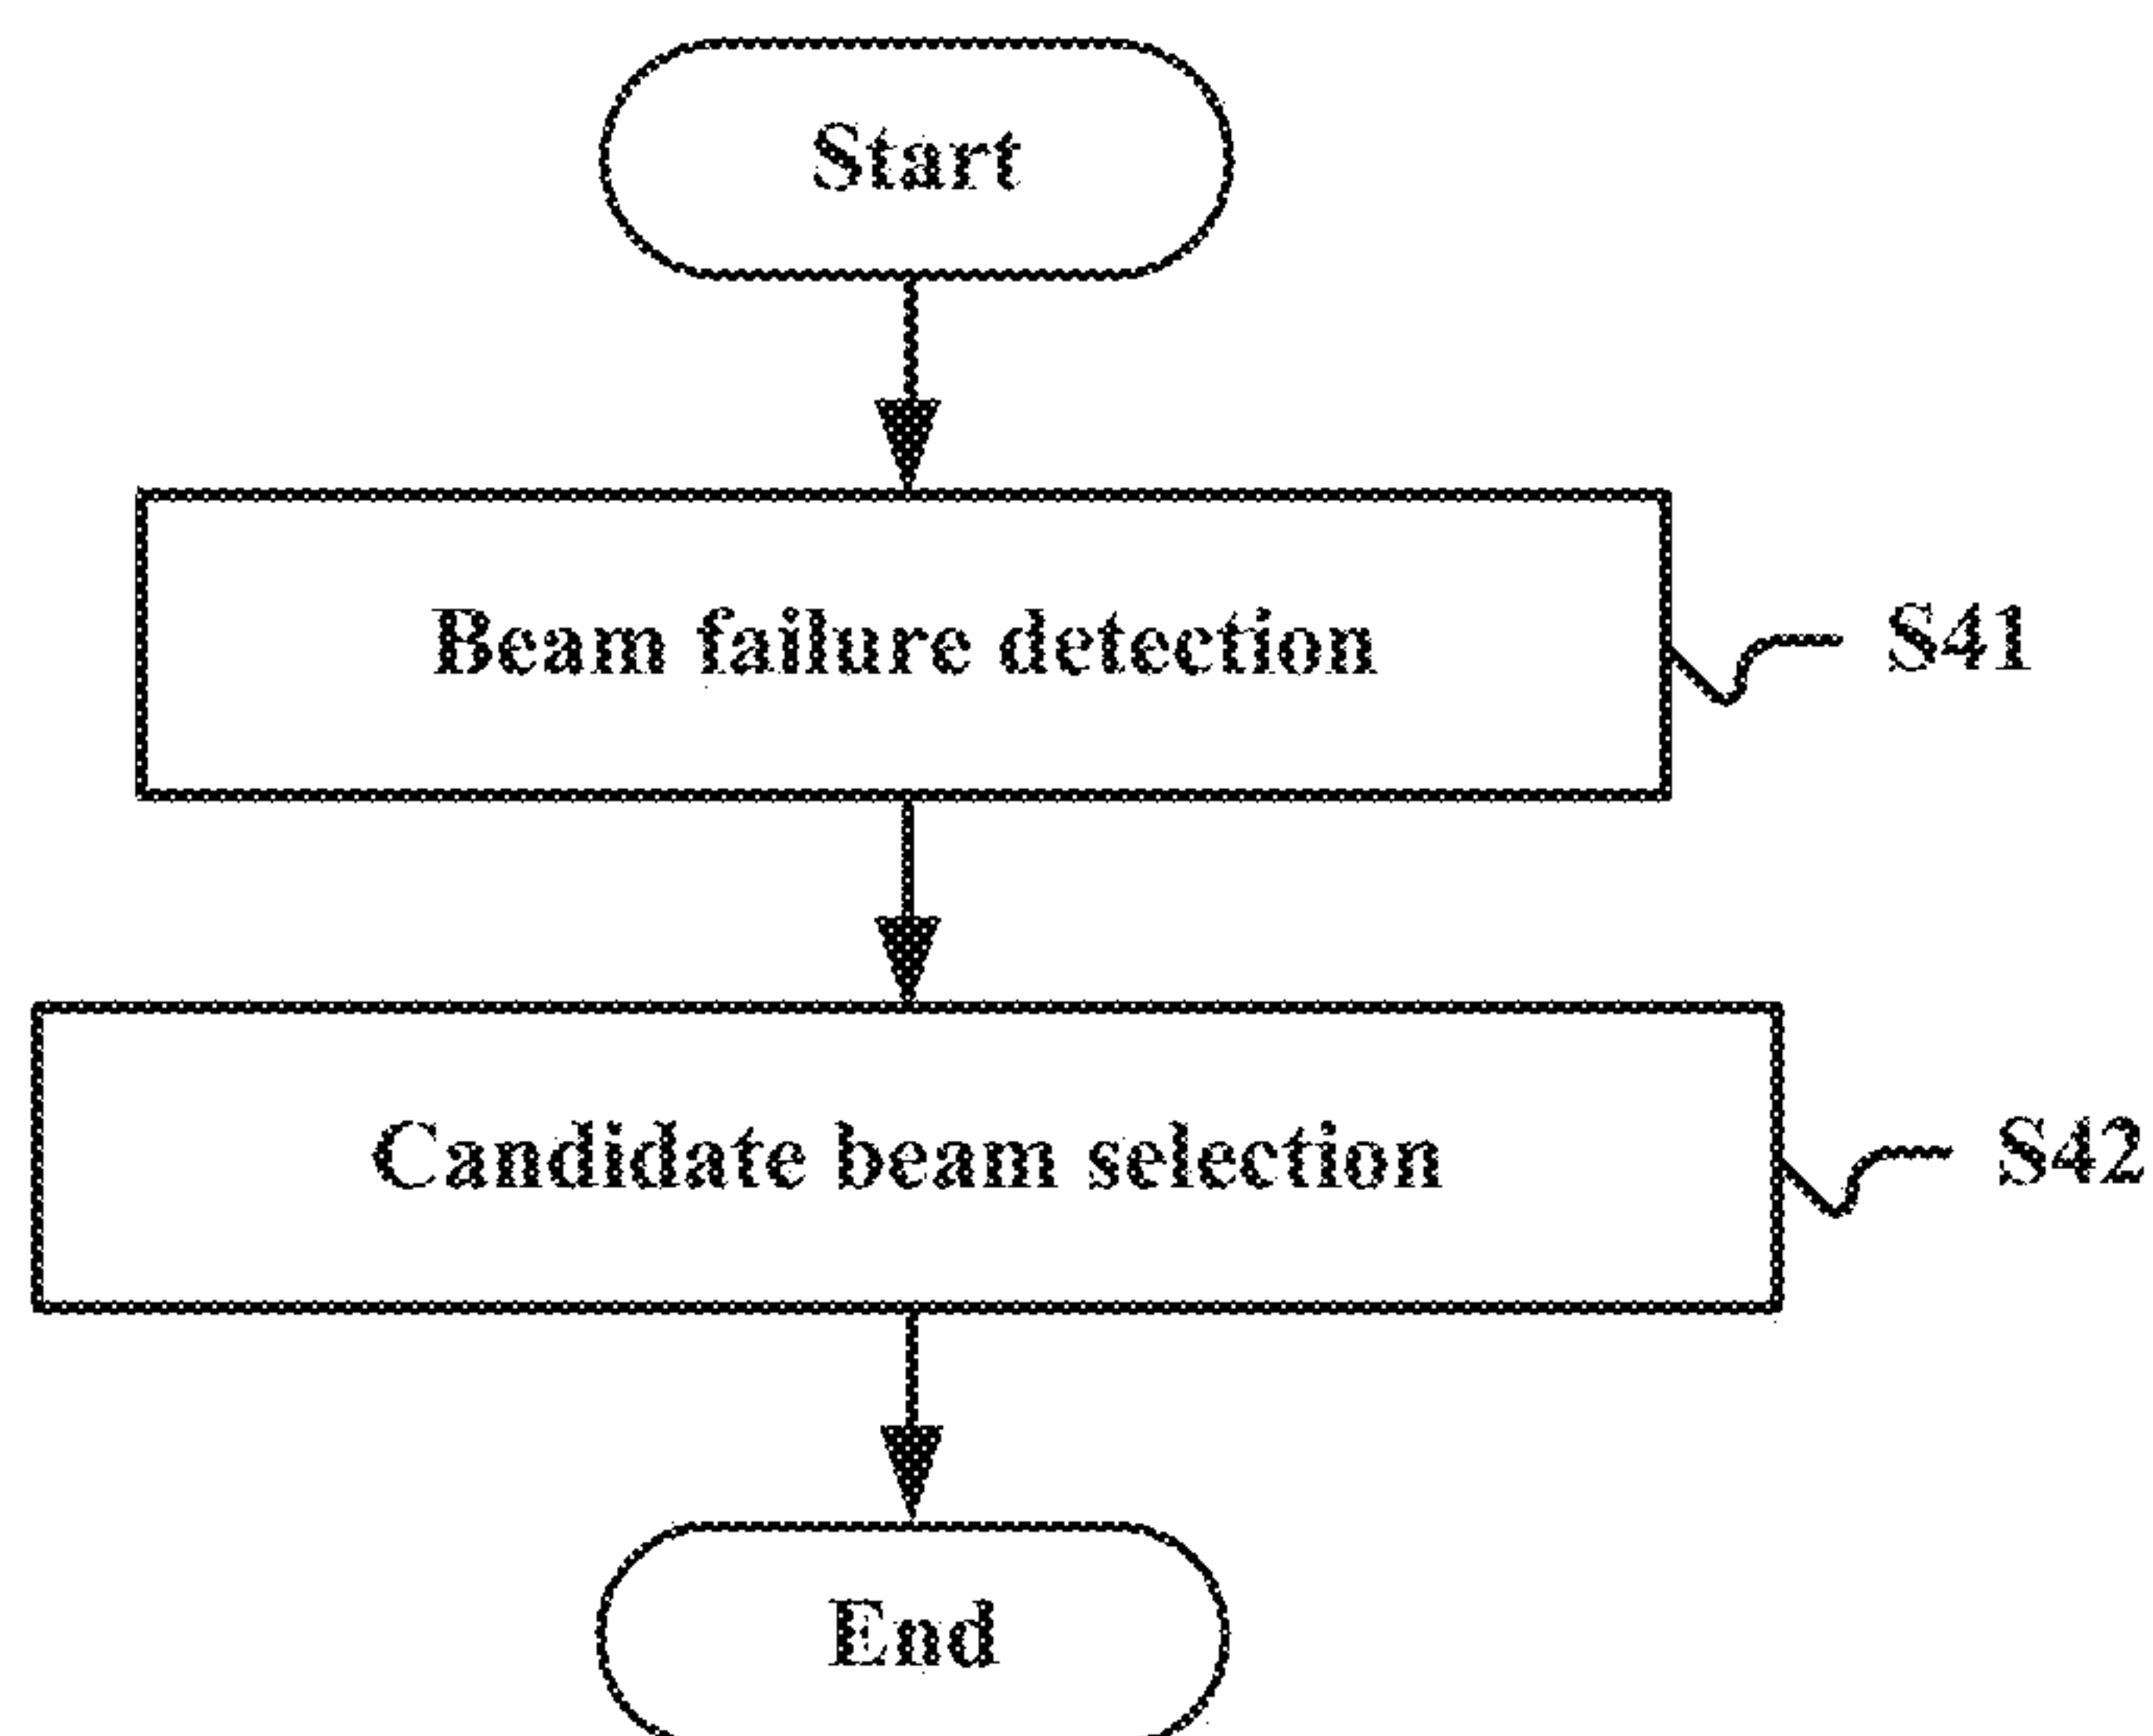 Start
Beam failure detection
S41
Candidate beam selection
S42
End